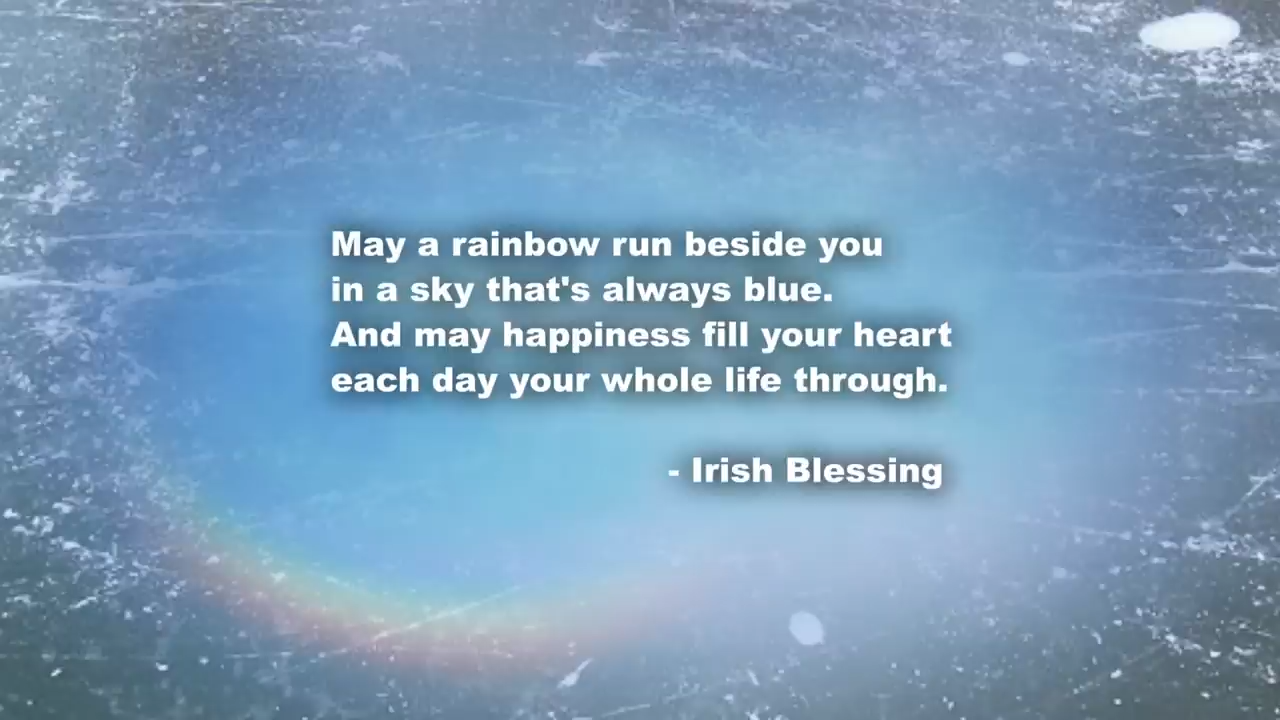 May a rainbow run beside you
in a sky that's always blue.
And may happiness fill your heart
each day your whole life through.
- Irish Blessing